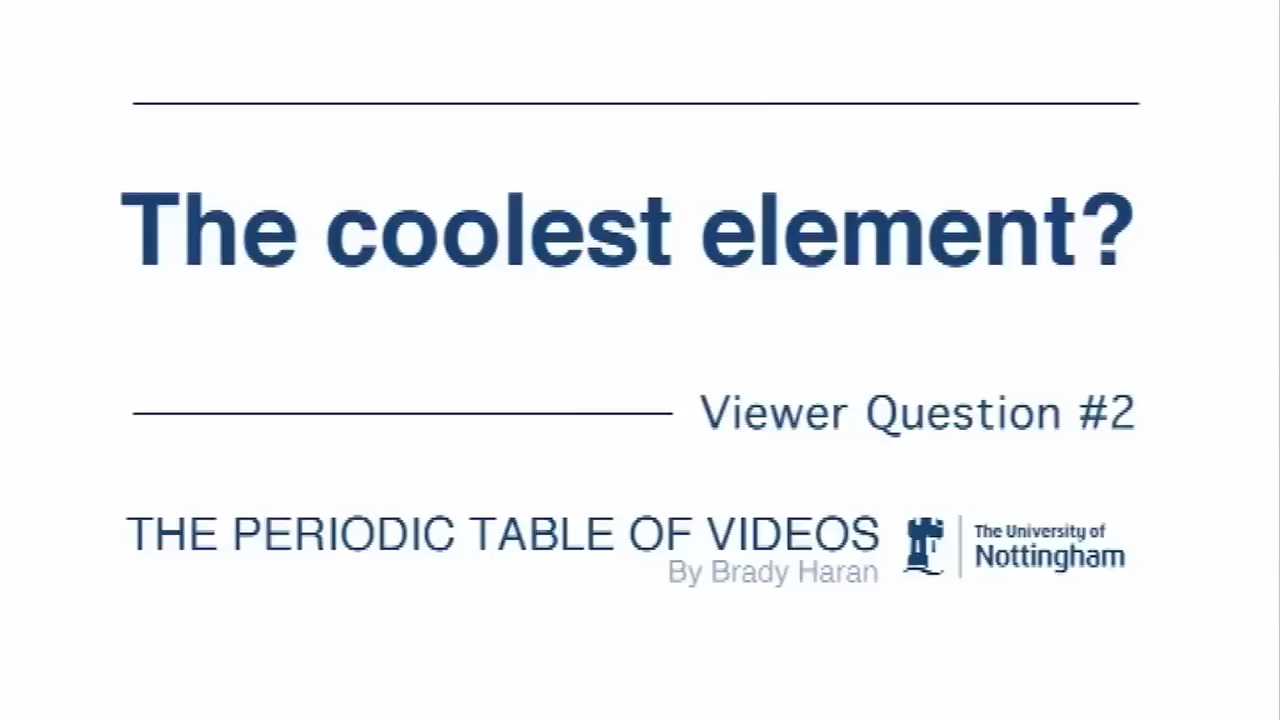 The coolest element?
Viewer Question #2
THE PERIODIC TABLE OF VIDEOS
By Brady Haran
The University of
Nottingham